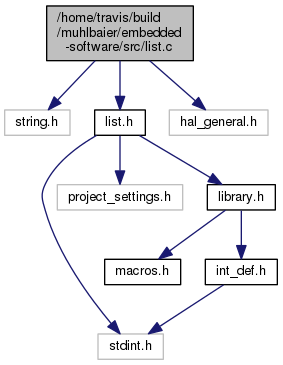 /home/travis/build
/muhlbaier/embedded
-software/src/list.c
string.h
list.h
hal_general.h
project_settings.h
library.h
macros.h
int_def.h
stdint.h